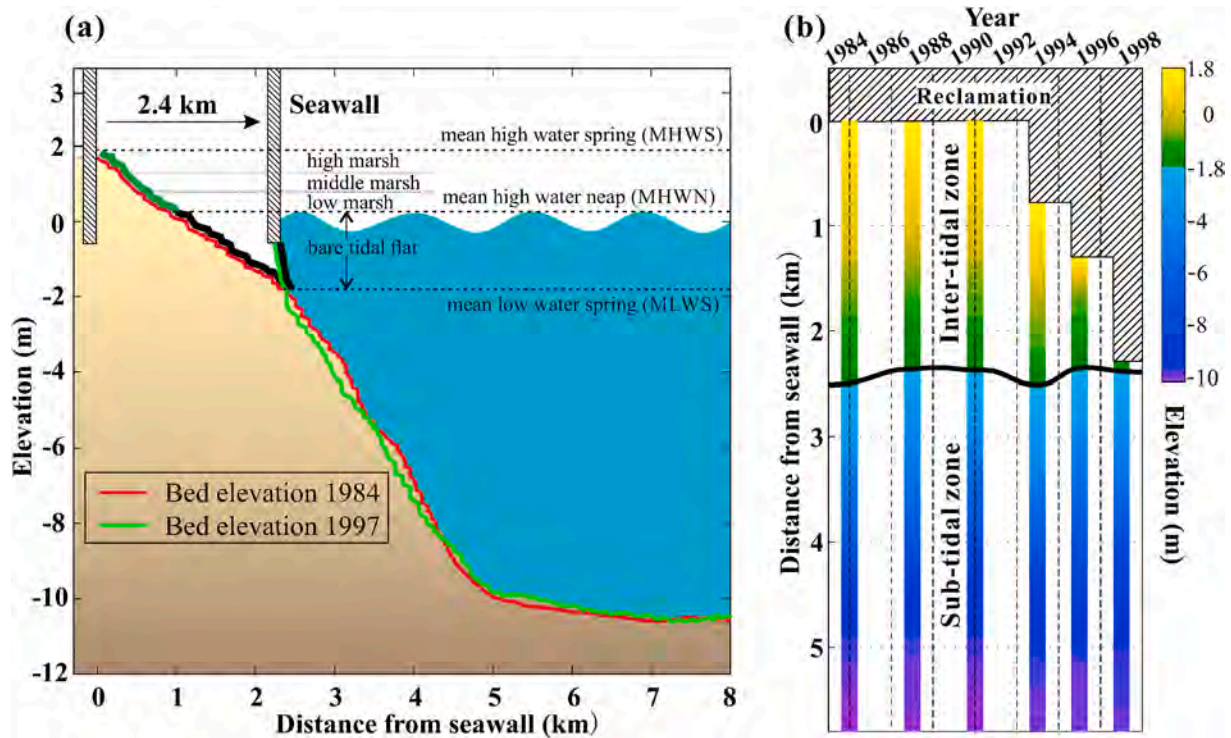 (a)
3
2
0
-2
-4
-6
-8
-10
-12
Elevation (m)
2.4 km
Seawall
mean high water spring (MHWS)
high marsh
middle marsh
low marsh
mean high water neap (MHWN)
bare tidal flat
mean low water spring (MLWS)
Bed elevation 1984
Bed elevation 1997
0 1 2 3 4 5 6 7 8
Distance from seawall (km)
(b)
Year
1984 1986 1988 1990 1992 1994 1996 1998
Reclamation
0
1
2
3
4
5
Distance from seawall (km)
Inter-tidal zone
Sub-tidal zone
1.8
0
-1.8
-4
-6
-8
-10
Elevation (m)